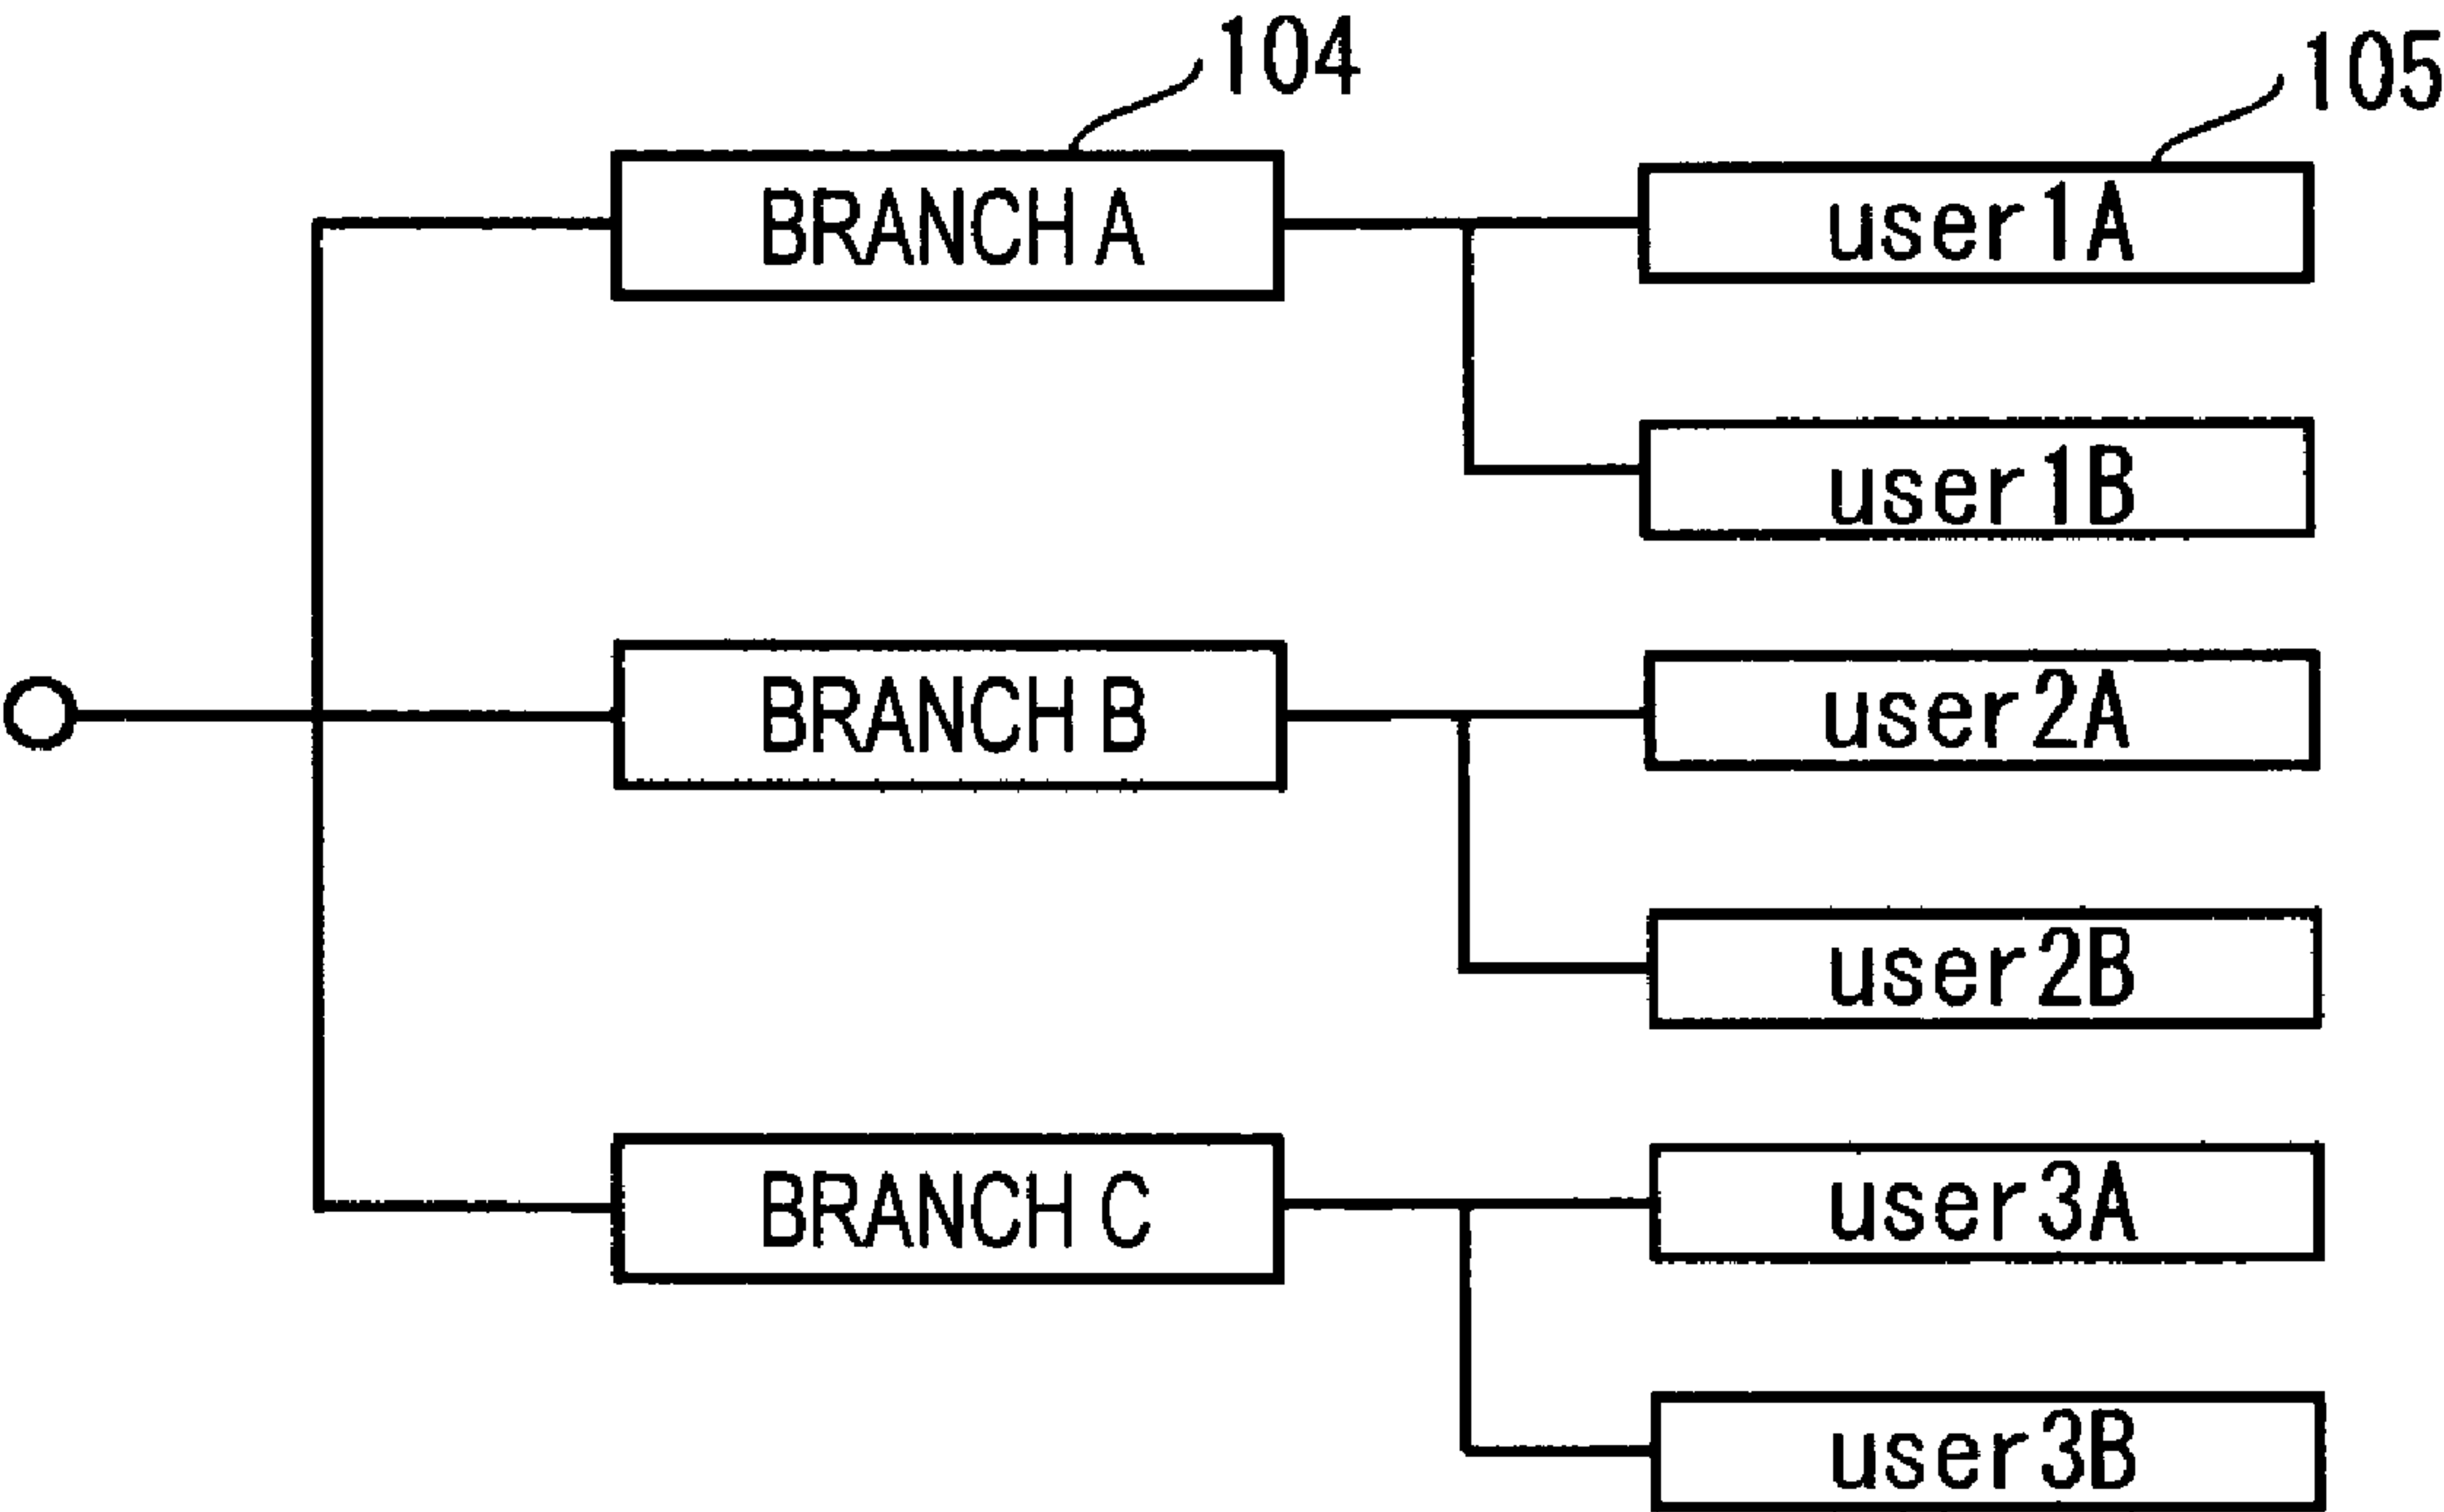 104
105
BRANCH A
user1A
user1B
BRANCH B
user2A
user2B
BRANCH C
user3A
user3B